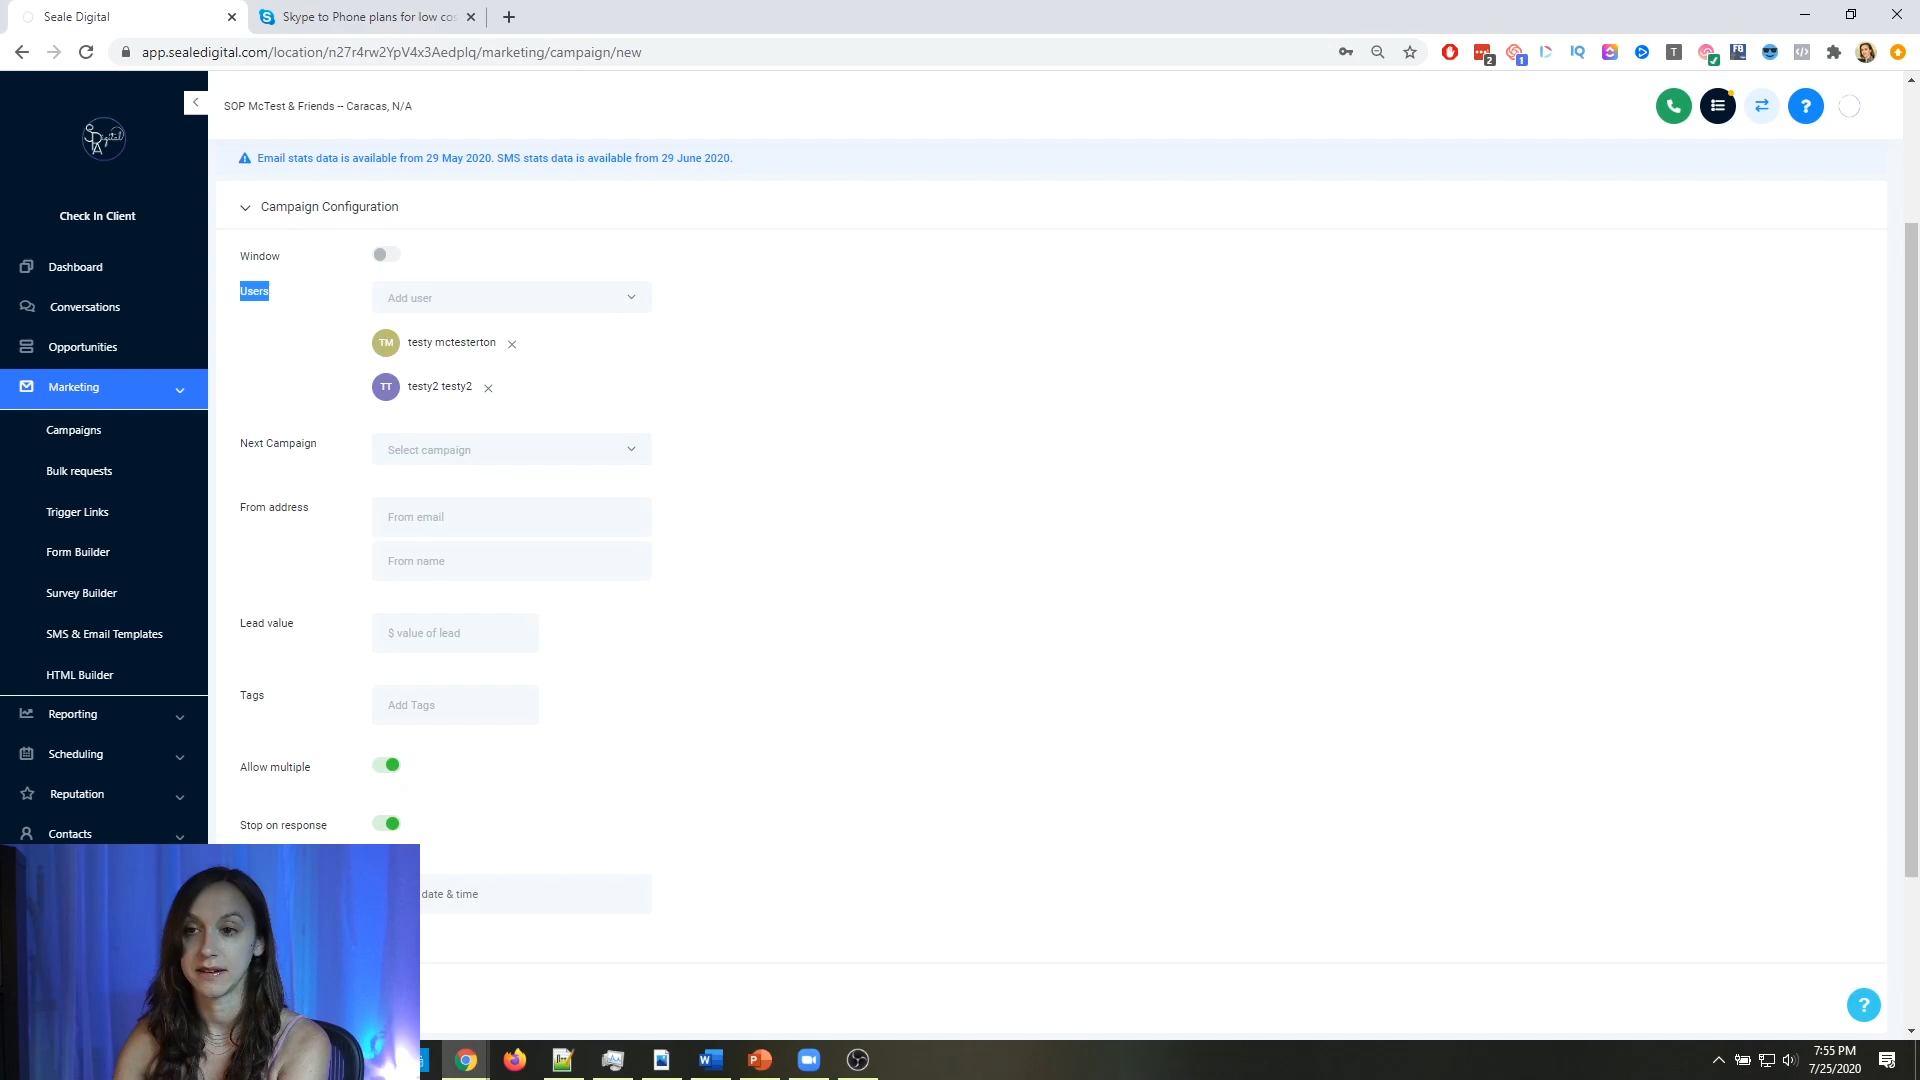 Seale Digital
Skype to Phone plans for low cos
app.sealedigital.com/location/n27r4rw2YpV4x3Aedplq/marketing/campaign/new
SOP McTest & Friends -- Caracas, N/A
Email stats data is available from 29 May 2020. SMS stats data is available from 29 June 2020.
Check In Client
Dashboard
Conversations
Opportunities
Marketing
Campaigns
Bulk requests
Trigger Links
Form Builder
Survey Builder
SMS & Email Templates
HTML Builder
Reporting
Scheduling
Reputation
Contacts
Campaign Configuration
Window
Users
Add user
TM testy mctesterton
TT testy2 testy2
Next Campaign
Select campaign
From address
From email
From name
Lead value
$ value of lead
Tags
Add Tags
Allow multiple
Stop on response
date & time
7:55 PM
7/25/2020